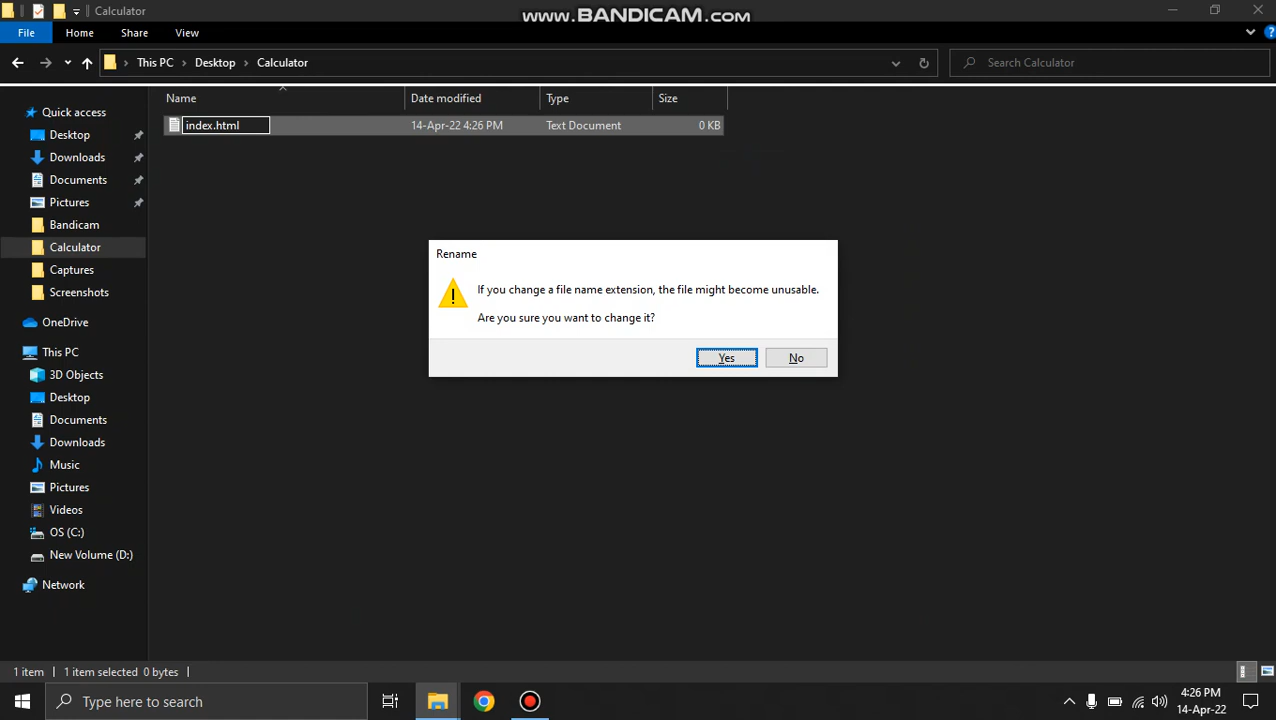 Calculator
www.BANDICAM.com
File
Home
Share
View
This PC
Desktop
Calculator
Search Calculator
Name
Date modified
Type
Size
index.html
14-Apr-22 4:26 PM
Text Document
0 KB
Quick access
Desktop
Downloads
Documents
Pictures
Bandicam
Calculator
Captures
Screenshots
OneDrive
This PC
3D Objects
Desktop
Documents
Downloads
Music
Pictures
Videos
OS (C:)
New Volume (D:)
Network
Rename
If you change a file name extension, the file might become unusable.
Are you sure you want to change it?
Yes
No
1 item
1 item selected 0 bytes
Type here to search
4:26 PM
14-Apr-22